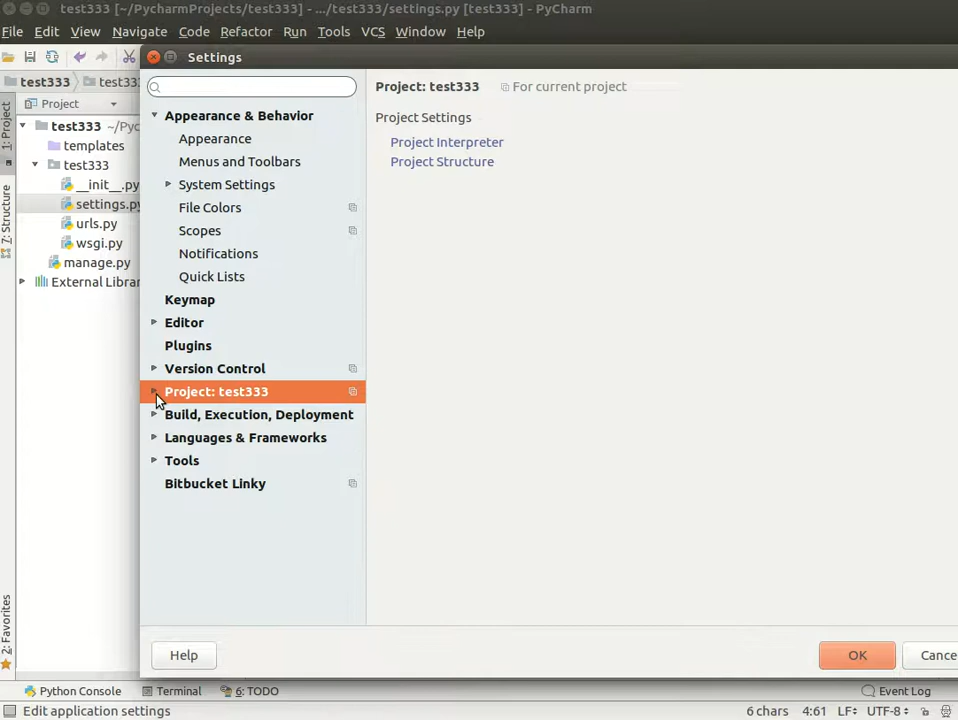 test333 [~/PycharmProjects/test333] - .../test333/settings.py [test333] - PyCharm
File Edit View Navigate Code Refactor Run Tools VCS Window Help
Settings
test333 test33
1: Project
Project
test333 ~/Pyc
templates
test333
__init__.py
settings.py
urls.py
wsgi.py
manage.py
External Librar
7: Structure
2: Favorites
Appearance & Behavior
Appearance
Menus and Toolbars
System Settings
File Colors
Scopes
Notifications
Quick Lists
Keymap
Editor
Plugins
Version Control
Project: test333
Build, Execution, Deployment
Languages & Frameworks
Tools
Bitbucket Linky
Project: test333 For current project
Project Settings
Project Interpreter
Project Structure
Help OK Cance
Python Console Terminal 6: TODO Event Log
Edit application settings 6 chars 4:61 LF UTF-8